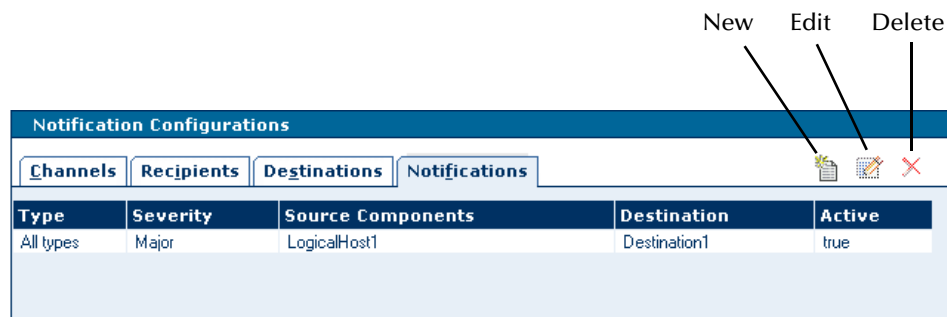 New Edit Delete
Notification Configurations
Channels Recipients Destinations Notifications
Type Severity Source Components Destination Active
All types Major LogicalHost1 Destination1 true